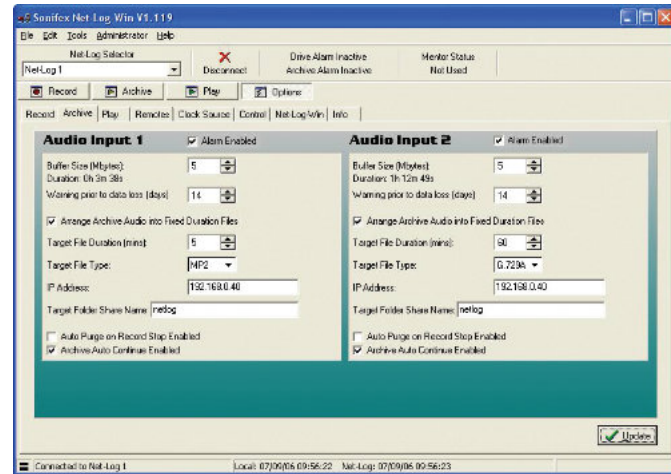 Sonifex Net-Log-Win V1.119
File Edit Tools Administrator Help
Net-Log Selector
Net-Log 1
Disconnect
Drive Alarm Inactive
Archive Alarm Inactive
Mentor Status
Not Used
Record Archive Play Options
Record Archive Play Remotes Clock Source Control Net-Log-Win Info
Audio Input 1
Alarm Enabled
Buffer Size (Mbytes): 5
Duration: 0h 3m 38s
Warning prior to data loss (days) 14
Arrange Archive Audio into Fixed Duration Files
Target File Duration (mins): 5
Target File Type: MP2
IP Address: 192.168.0.40
Target Folder Share Name: netlog
Auto Purge on Record Stop Enabled
Archive Auto Continue Enabled
Audio Input 2
Alarm Enabled
Buffer Size (Mbytes): 5
Duration: 1h 12m 49s
Warning prior to data loss (days) 14
Arrange Archive Audio into Fixed Duration Files
Target File Duration (mins): 60
Target File Type: G.729A
IP Address: 192.168.0.40
Target Folder Share Name: netlog
Auto Purge on Record Stop Enabled
Archive Auto Continue Enabled
Update
Connected to Net-Log 1
Local: 07/09/06 09:56:22 Net-Log: 07/09/06 09:56:23